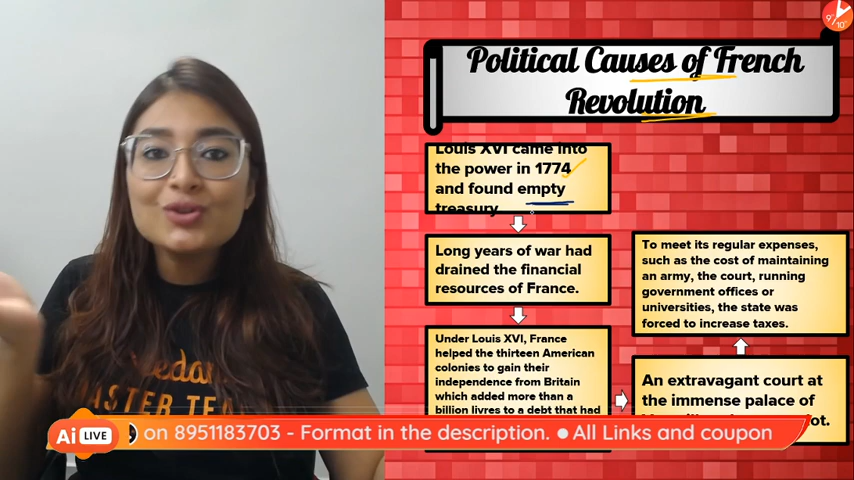 Political Causes of French
Revolution
Louis XVI came into
the power in 1774
and found empty
treasury
Long years of war had
drained the financial
resources of France.
Under Louis XVI, France
helped the thirteen American
colonies to gain their
independence from Britain
which added more than a
billion livres to a debt that had
An extravagant court at
the immense palace of
ot.
To meet its regular expenses,
such as the cost of maintaining
an army, the court, running
government offices or
universities, the state was
forced to increase taxes.
MASTER TEA
Ai LIVE
on 8951183703 - Format in the description. ● All Links and coupon
9th
10th